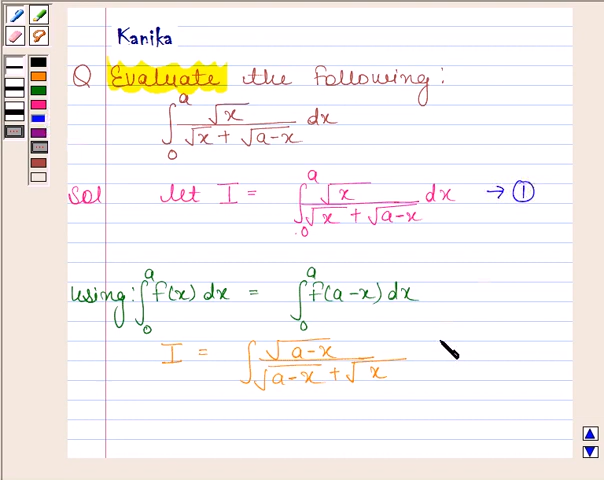 Kanika
Q Evaluate the following:
∫₀ᵃ √x / (√x + √(a-x)) dx
Sol let I = ∫₀ᵃ √x / (√x + √(a-x)) dx → ①
Using: ∫₀ᵃ f(x) dx = ∫₀ᵃ f(a-x) dx
I = ∫ √(a-x) / (√(a-x) + √x)